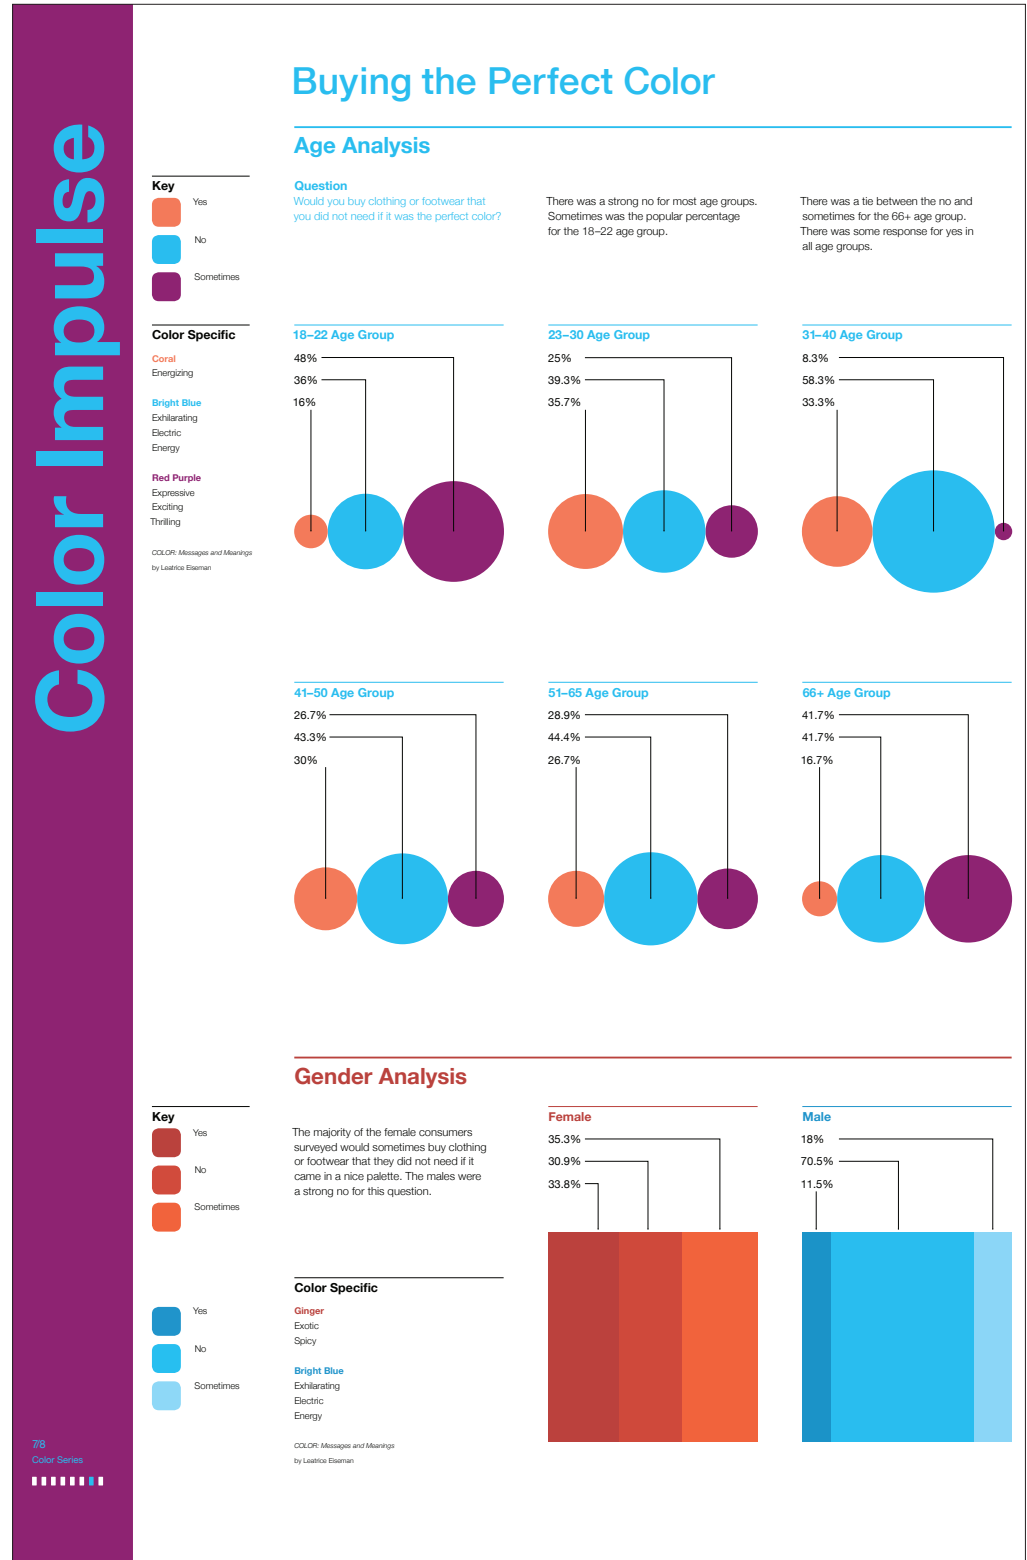 Color Impulse
Buying the Perfect Color
Age Analysis
Key
Yes
No
Sometimes
Question
Would you buy clothing or footwear that
you did not need if it was the perfect color?
There was a strong no for most age groups.
Sometimes was the popular percentage
for the 18–22 age group.
There was a tie between the no and
sometimes for the 66+ age group.
There was some response for yes in
all age groups.
Color Specific
Coral
Energizing
Bright Blue
Exhilarating
Electric
Energy
Red Purple
Expressive
Exciting
Thrilling
COLOR: Messages and Meanings
by Leatrice Eiseman
18–22 Age Group
48%
36%
16%
23–30 Age Group
25%
39.3%
35.7%
31–40 Age Group
8.3%
58.3%
33.3%
41–50 Age Group
26.7%
43.3%
30%
51–65 Age Group
28.9%
44.4%
26.7%
66+ Age Group
41.7%
41.7%
16.7%
Gender Analysis
Key
Yes
No
Sometimes
Yes
No
Sometimes
The majority of the female consumers
surveyed would sometimes buy clothing
or footwear that they did not need if it
came in a nice palette. The males were
a strong no for this question.
Color Specific
Ginger
Exotic
Spicy
Bright Blue
Exhilarating
Electric
Energy
COLOR: Messages and Meanings
by Leatrice Eiseman
Female
35.3%
30.9%
33.8%
Male
18%
70.5%
11.5%
7/8
Color Series